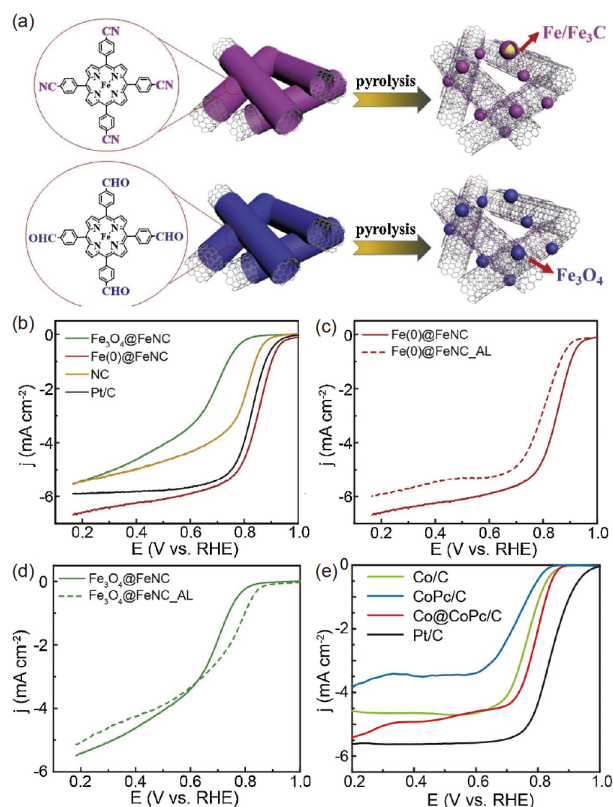 (a)
CN
NC
CN
N
N
Fe
N
N
CN
pyrolysis
Fe/Fe₃C
CHO
OHC
CHO
N
N
Fe
N
N
CHO
pyrolysis
Fe₃O₄
(b)
Fe₃O₄@FeNC
Fe(0)@FeNC
NC
Pt/C
j (mA cm⁻²)
0
-2
-4
-6
0.2 0.4 0.6 0.8 1.0
E (V vs. RHE)
(c)
Fe(0)@FeNC
Fe(0)@FeNC_AL
j (mA cm⁻²)
0
-2
-4
-6
0.2 0.4 0.6 0.8 1.0
E (V vs. RHE)
(d)
Fe₃O₄@FeNC
Fe₃O₄@FeNC_AL
j (mA cm⁻²)
0
-2
-4
-6
0.2 0.4 0.6 0.8 1.0
E (V vs. RHE)
(e)
Co/C
CoPc/C
Co@CoPc/C
Pt/C
j (mA cm⁻²)
0
-2
-4
-6
0.2 0.4 0.6 0.8 1.0
E (V vs. RHE)